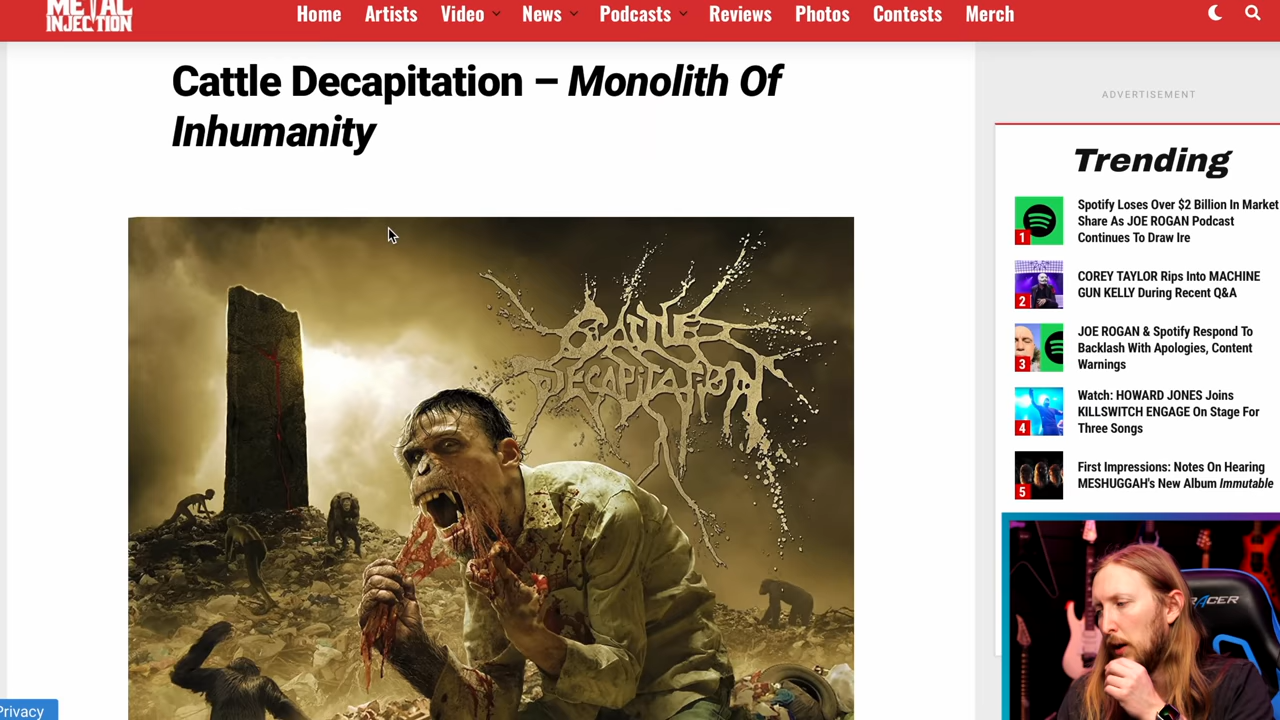 METAL
INJECTION
Home Artists Video News Podcasts Reviews Photos Contests Merch
Cattle Decapitation – Monolith Of
Inhumanity
CATTLE
DECAPITATION
ADVERTISEMENT
Trending
1
Spotify Loses Over $2 Billion In Market
Share As JOE ROGAN Podcast
Continues To Draw Ire
2
COREY TAYLOR Rips Into MACHINE
GUN KELLY During Recent Q&A
3
JOE ROGAN & Spotify Respond To
Backlash With Apologies, Content
Warnings
4
Watch: HOWARD JONES Joins
KILLSWITCH ENGAGE On Stage For
Three Songs
5
First Impressions: Notes On Hearing
MESHUGGAH's New Album Immutable
Privacy